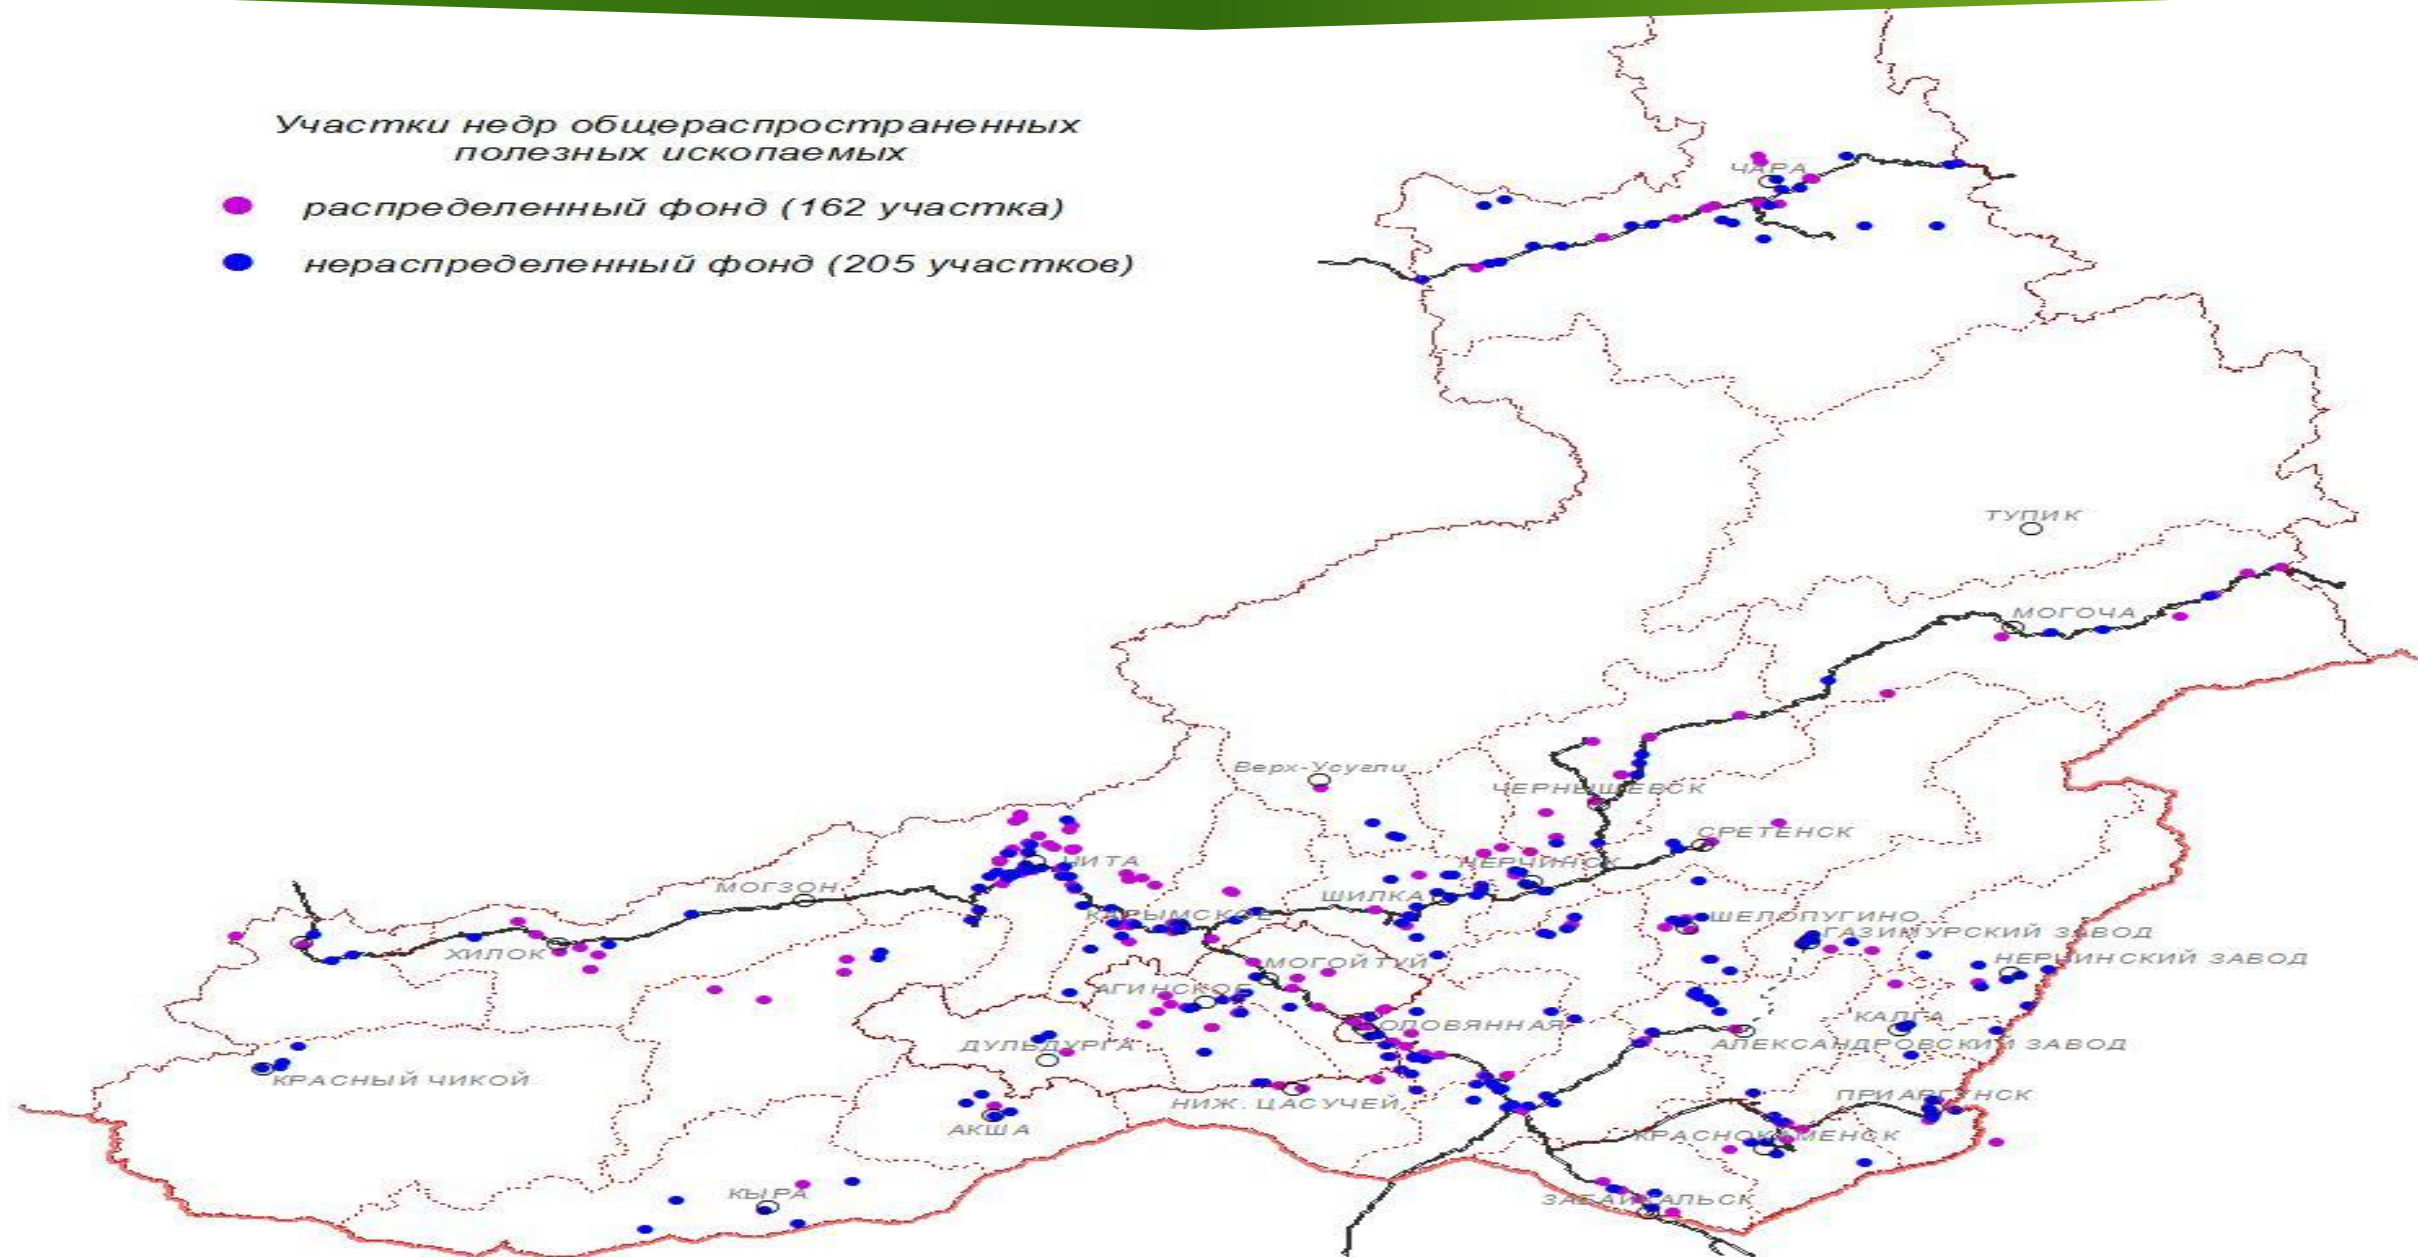 Участки недр общераспространенных
полезных ископаемых
распределенный фонд (162 участка)
нераспределенный фонд (205 участков)
ЧАРА
ТУПИК
МОГОЧА
Верх-Усугли
ЧЕРНЫШЕВСК
СРЕТЕНСК
ЧИТА
НЕРЧИНСК
МОГЗОН
ШИЛКА
КАРЫМСКОЕ
ШЕЛОПУГИНО
ГАЗИМУРСКИЙ ЗАВОД
ХИЛОК
МОГОЙТУЙ
НЕРЧИНСКИЙ ЗАВОД
АГИНСКОЕ
КАЛГА
ОЛОВЯННАЯ
ДУЛЬДУРГА
АЛЕКСАНДРОВСКИЙ ЗАВОД
КРАСНЫЙ ЧИКОЙ
ПРИАРГУНСК
НИЖ. ЦАСУЧЕЙ
АКША
КРАСНОКАМЕНСК
КЫРА
ЗАБАЙКАЛЬСК